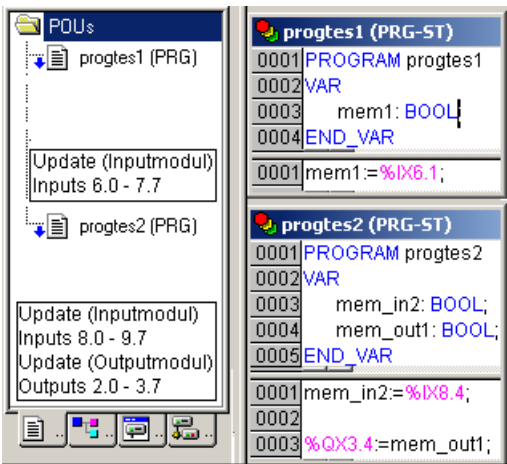 POUs
progtes1 (PRG)
Update (Inputmodul)
Inputs 6.0 - 7.7
progtes2 (PRG)
Update (Inputmodul)
Inputs 8.0 - 9.7
Update (Outputmodul)
Outputs 2.0 - 3.7
progtes1 (PRG-ST)
0001 PROGRAM progtes1
0002 VAR
0003 mem1: BOOL;
0004 END_VAR
0001 mem1:=%IX6.1;
progtes2 (PRG-ST)
0001 PROGRAM progtes2
0002 VAR
0003 mem_in2: BOOL;
0004 mem_out1: BOOL;
0005 END_VAR
0001 mem_in2:=%IX8.4;
0002
0003 %QX3.4:=mem_out1;